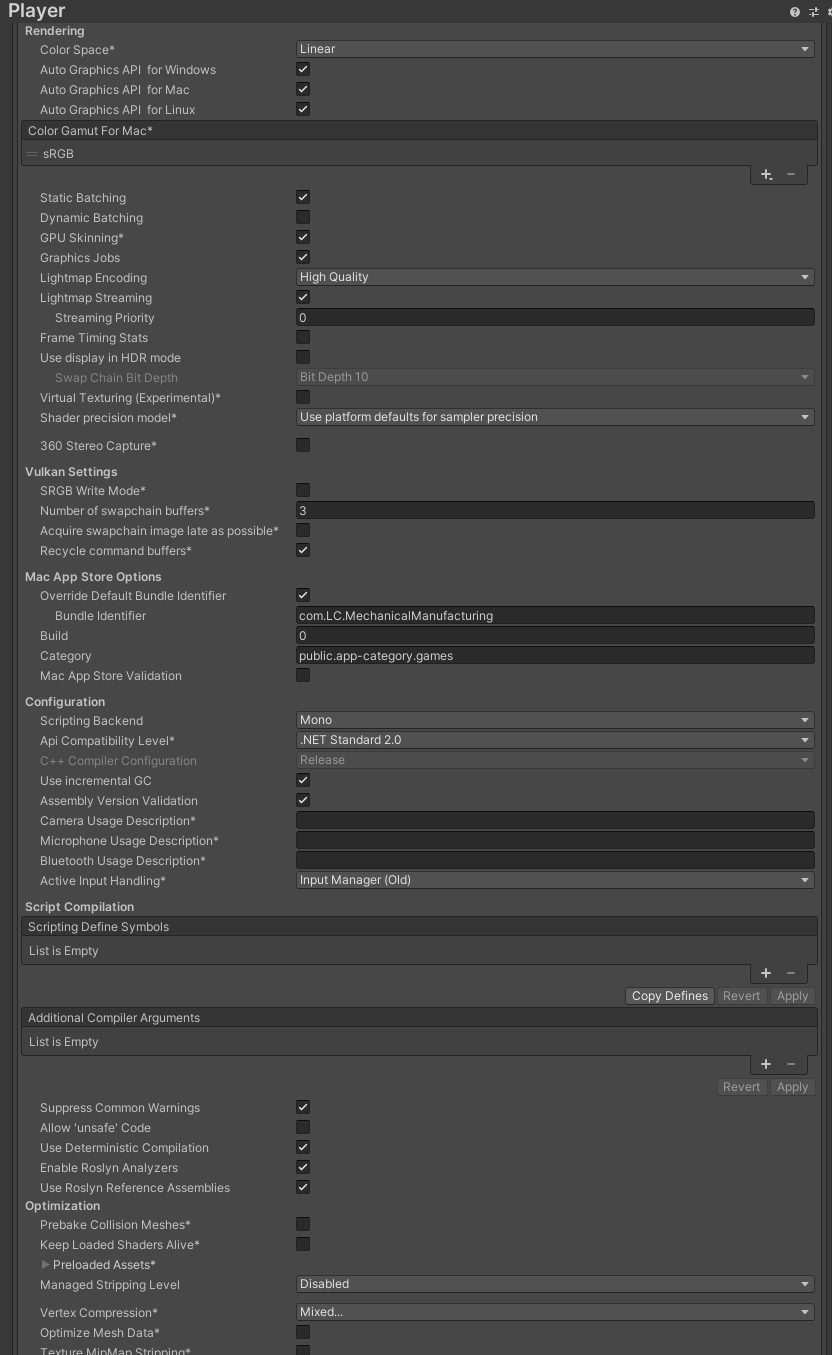 Player
Rendering
Color Space*
Linear
Auto Graphics API for Windows
Auto Graphics API for Mac
Auto Graphics API for Linux
Color Gamut For Mac*
sRGB
Static Batching
Dynamic Batching
GPU Skinning*
Graphics Jobs
Lightmap Encoding
High Quality
Lightmap Streaming
Streaming Priority
0
Frame Timing Stats
Use display in HDR mode
Swap Chain Bit Depth
Bit Depth 10
Virtual Texturing (Experimental)*
Shader precision model*
Use platform defaults for sampler precision
360 Stereo Capture*
Vulkan Settings
SRGB Write Mode*
Number of swapchain buffers*
3
Acquire swapchain image late as possible*
Recycle command buffers*
Mac App Store Options
Override Default Bundle Identifier
Bundle Identifier
com.LC.MechanicalManufacturing
Build
0
Category
public.app-category.games
Mac App Store Validation
Configuration
Scripting Backend
Mono
Api Compatibility Level*
.NET Standard 2.0
C++ Compiler Configuration
Release
Use incremental GC
Assembly Version Validation
Camera Usage Description*
Microphone Usage Description*
Bluetooth Usage Description*
Active Input Handling*
Input Manager (Old)
Script Compilation
Scripting Define Symbols
List is Empty
Copy Defines Revert Apply
Additional Compiler Arguments
List is Empty
Revert Apply
Suppress Common Warnings
Allow 'unsafe' Code
Use Deterministic Compilation
Enable Roslyn Analyzers
Use Roslyn Reference Assemblies
Optimization
Prebake Collision Meshes*
Keep Loaded Shaders Alive*
Preloaded Assets*
Managed Stripping Level
Disabled
Vertex Compression*
Mixed...
Optimize Mesh Data*
Texture MipMap Stripping*